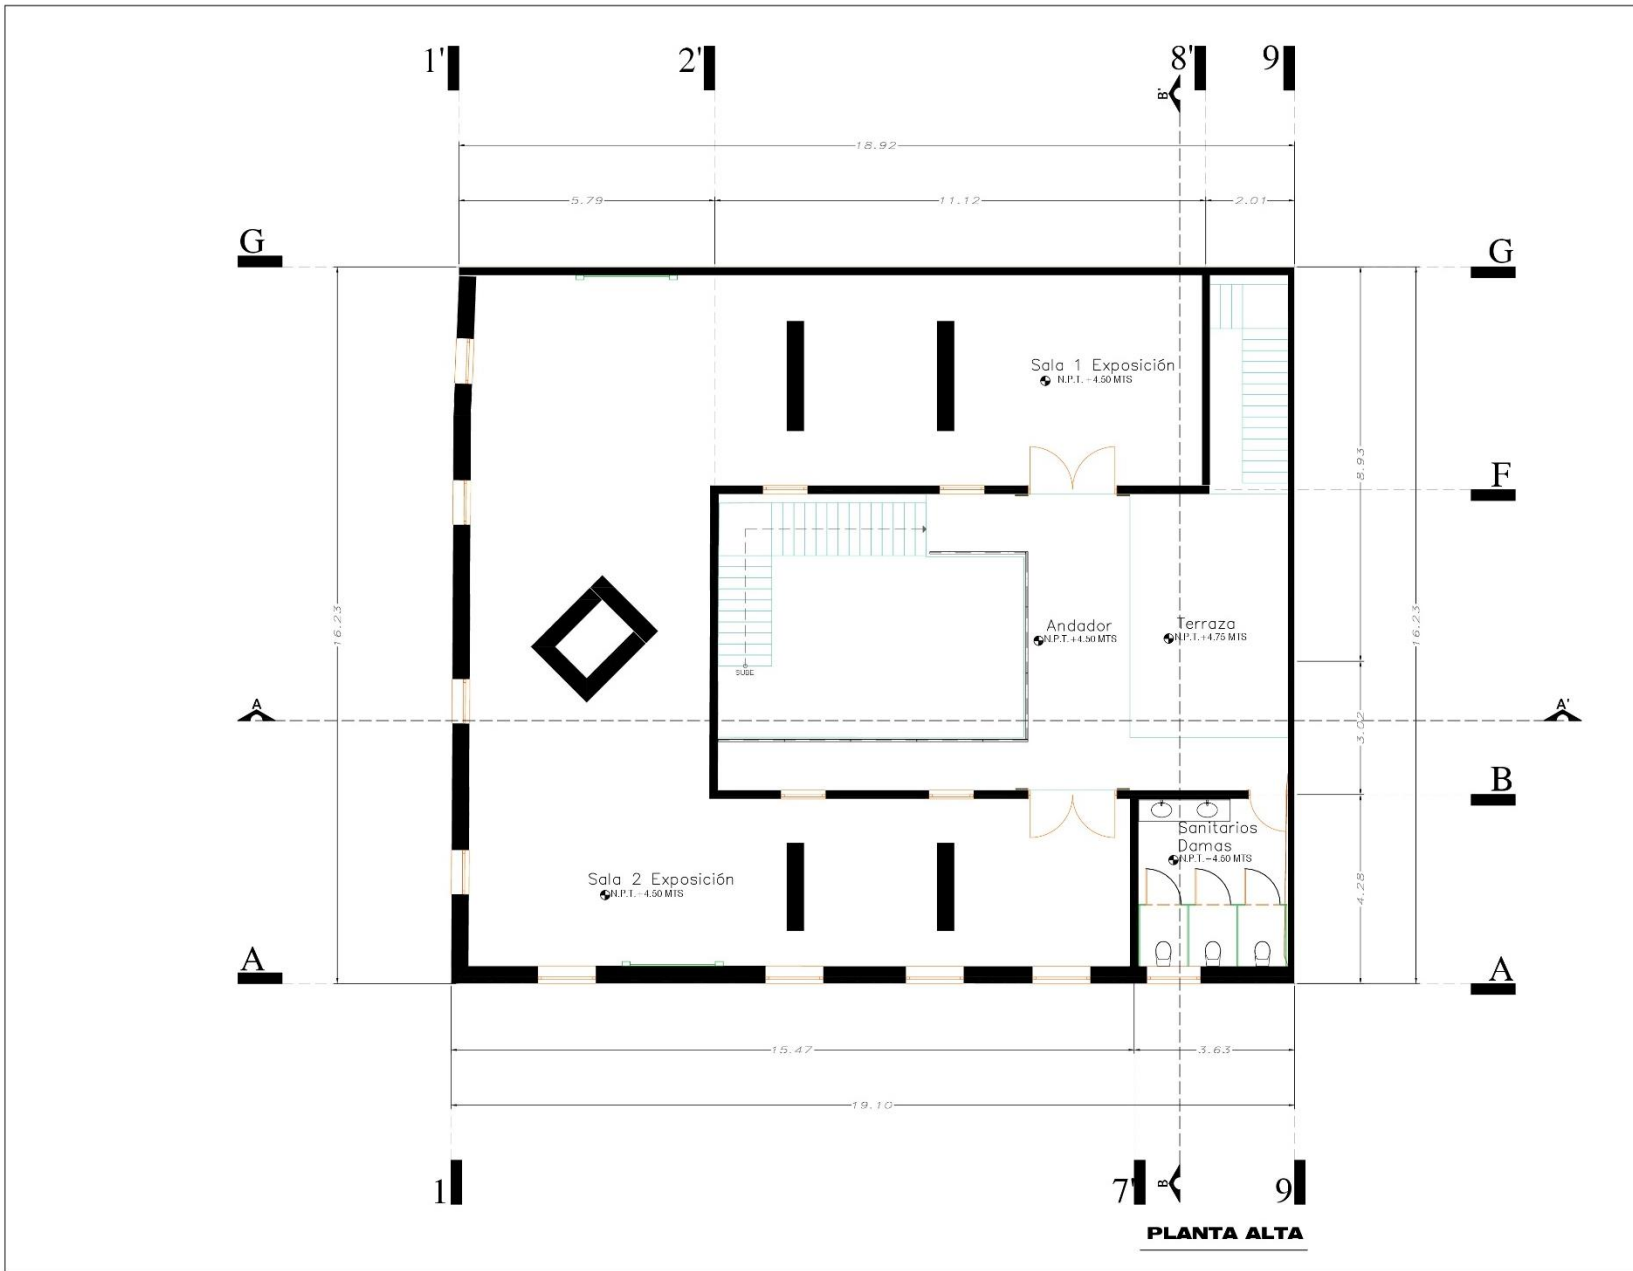 1' 2' 8' 9
B'
18.92
5.79 11.12 2.01
G G
Sala 1 Exposición
N.P.T. +4.50 MTS
8.93
F
16.23 16.23
Andador Terraza
N.P.T. +4.50 MTS N.P.T. +4.75 MTS
SUBE
A A'
3.02
B
Sanitarios
Damas
N.P.T. +4.50 MTS
Sala 2 Exposición
N.P.T. +4.50 MTS
4.28
A A
15.47 3.63
19.10
1 7' B 9
PLANTA ALTA